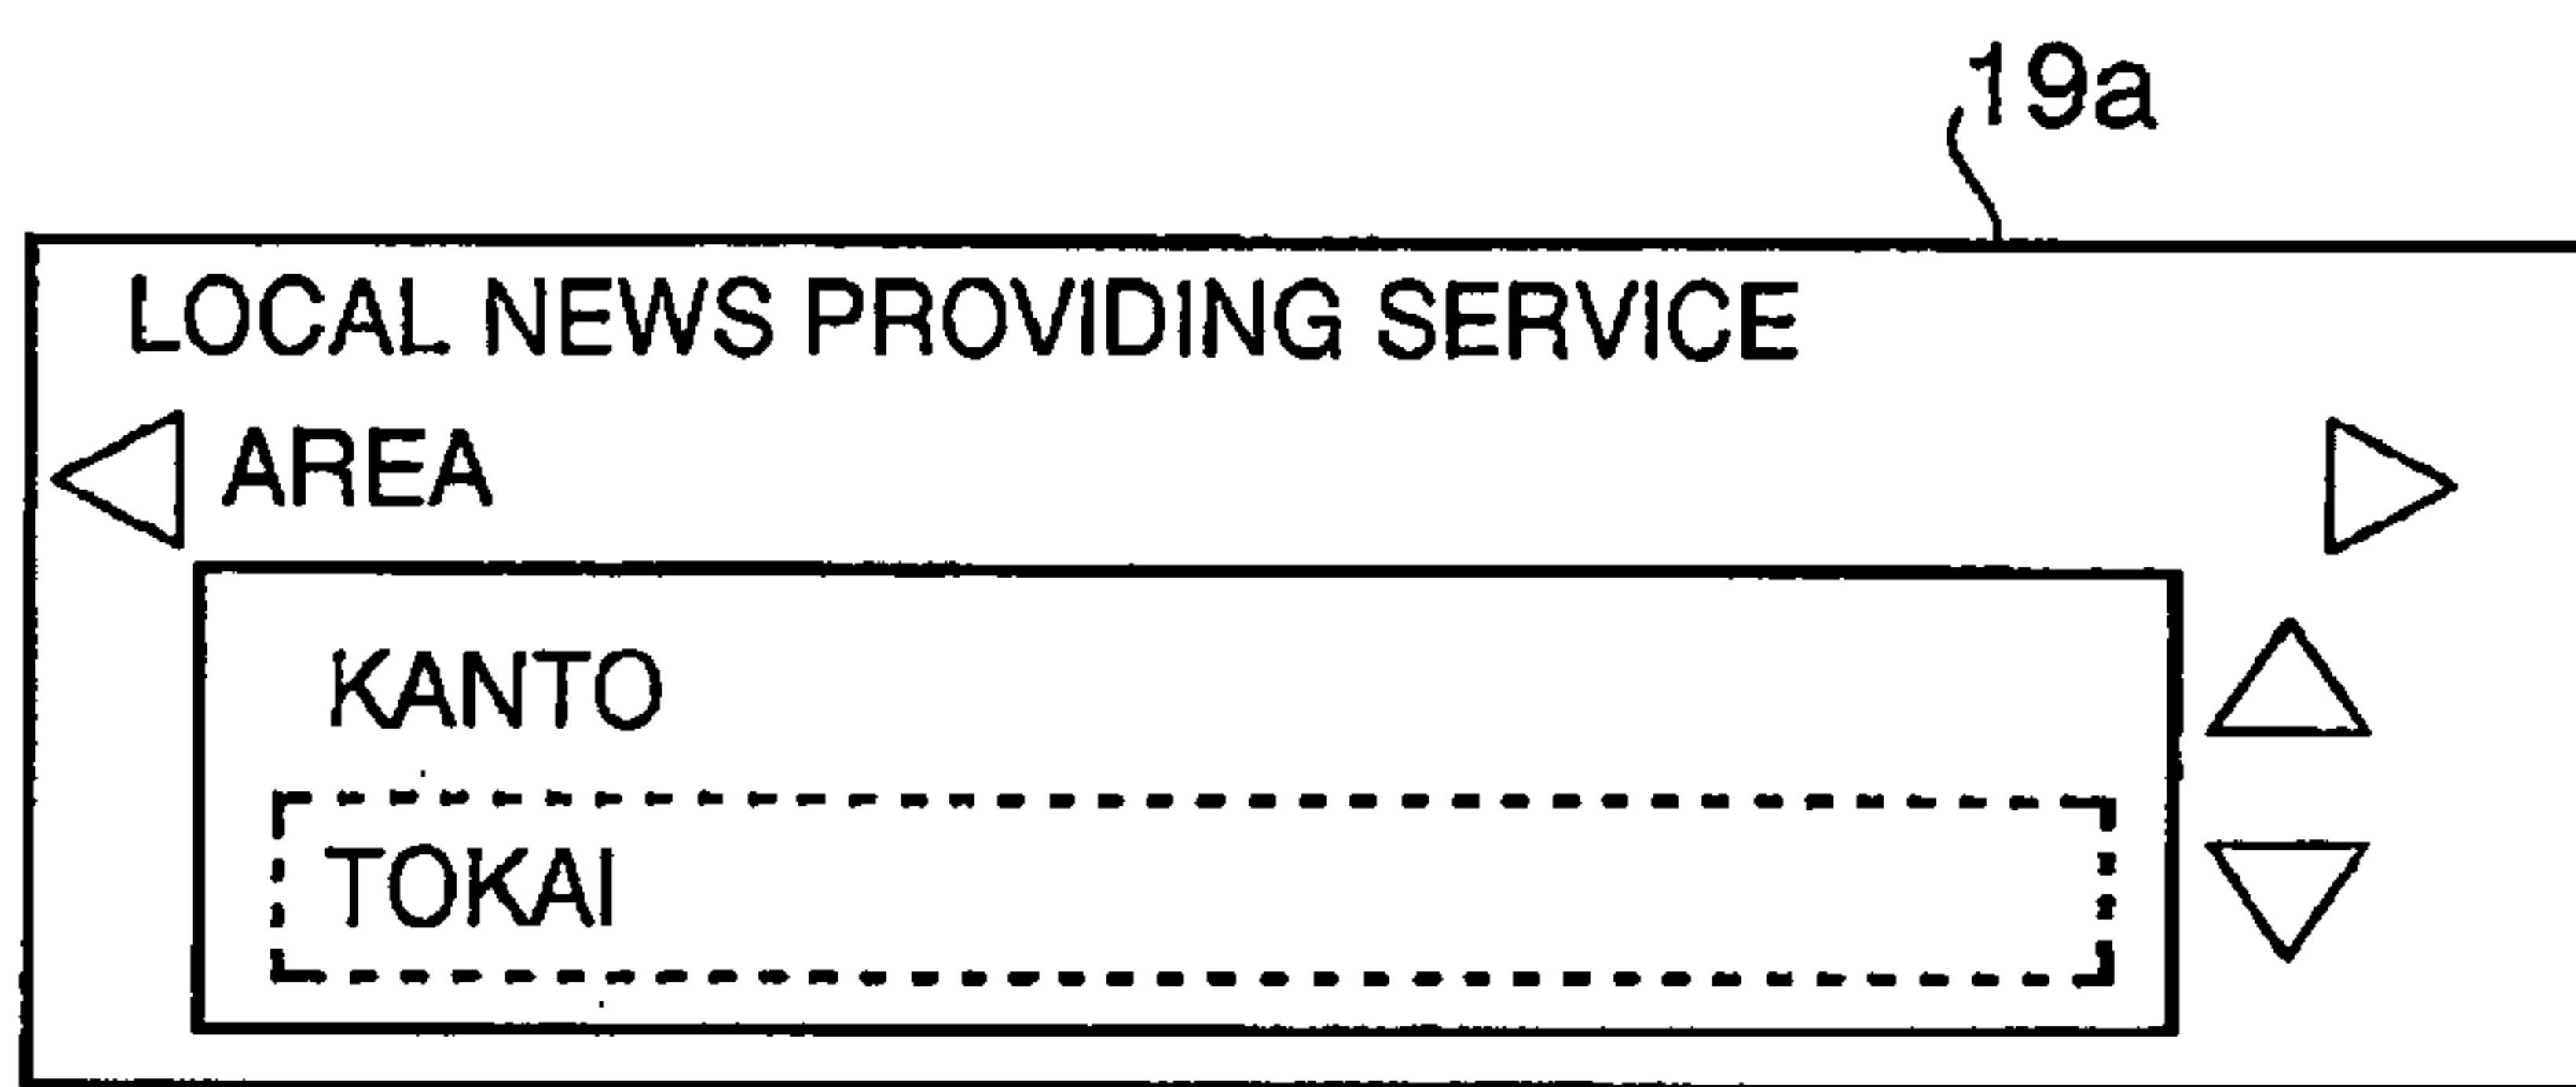 19a
LOCAL NEWS PROVIDING SERVICE
AREA
KANTO
TOKAI